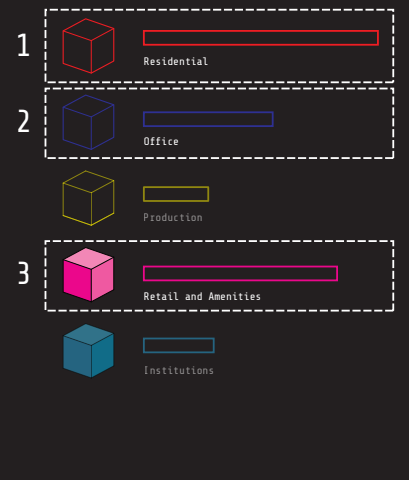 1
Residential
2
Office
Production
3
Retail and Amenities
Institutions